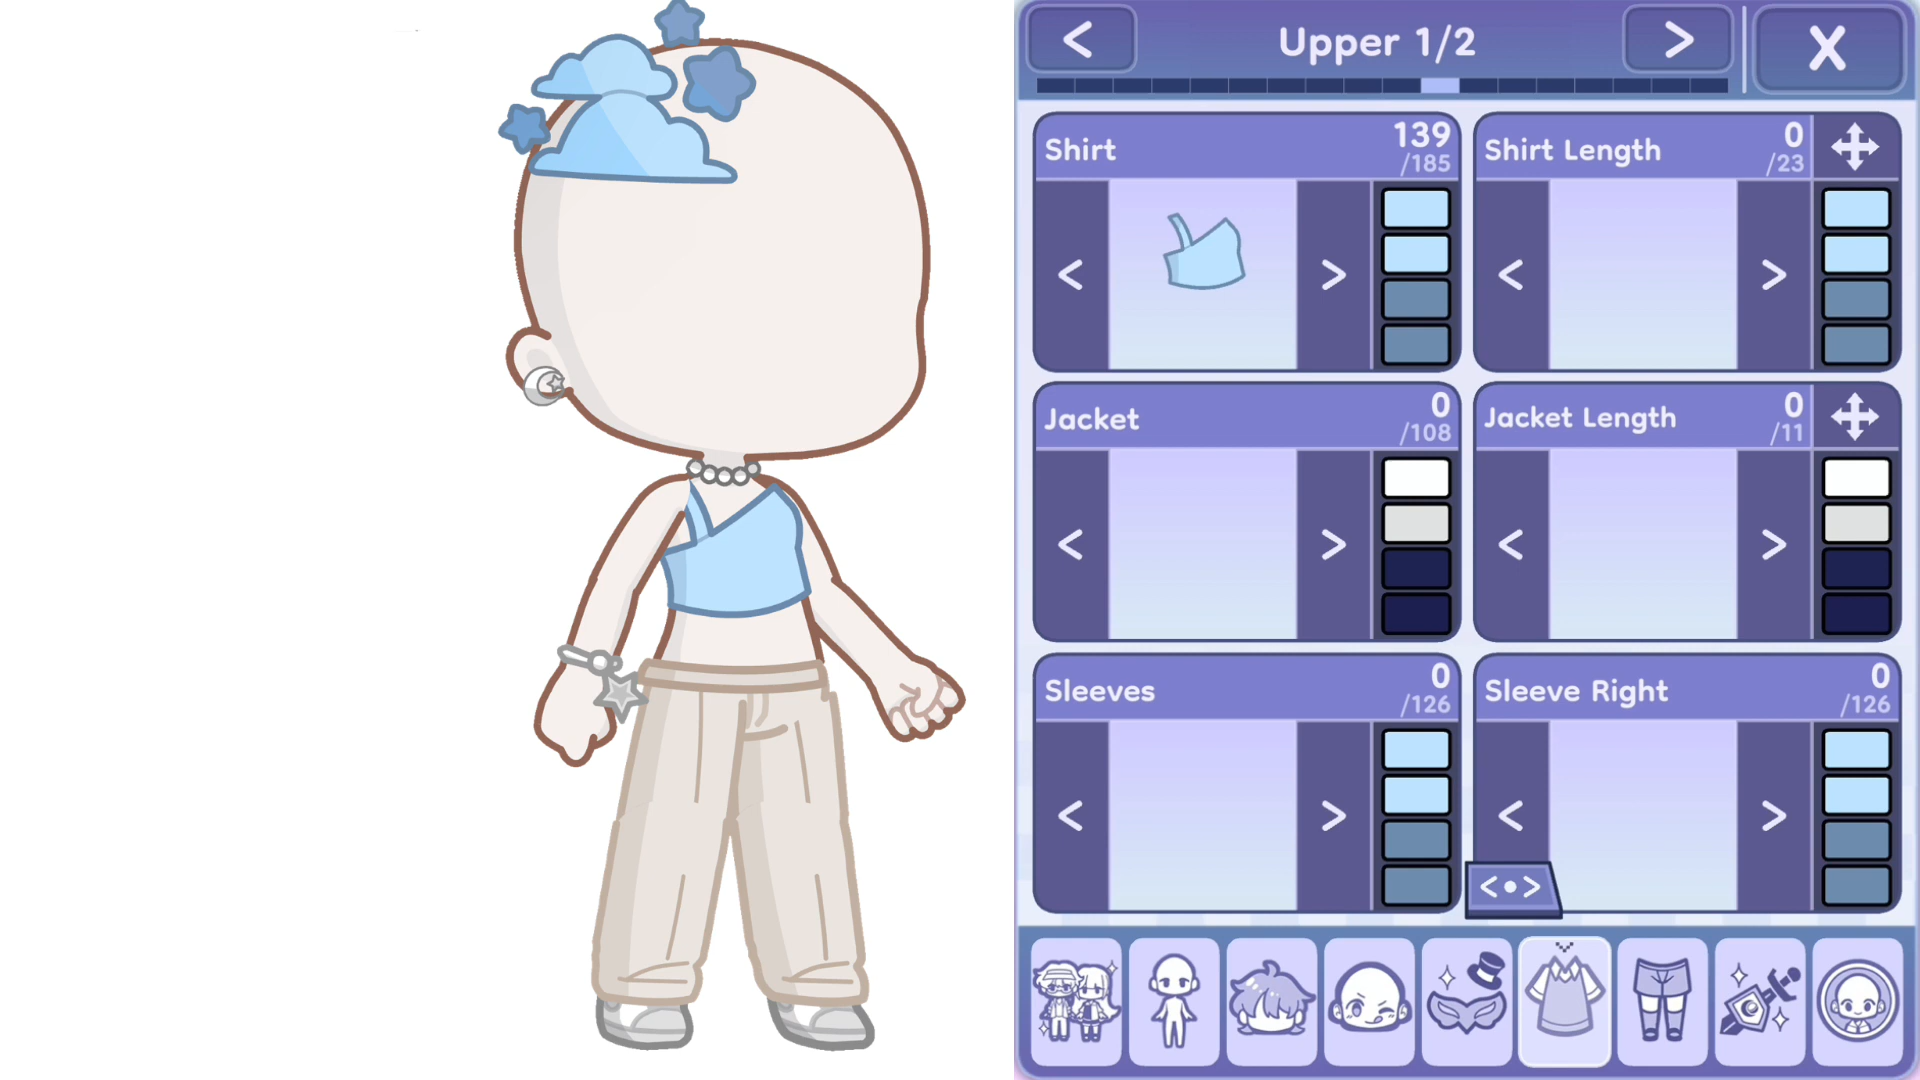 < Upper 1/2 > X
Shirt 139 /185
Shirt Length 0 /23
< >
< >
Jacket 0 /108
Jacket Length 0 /11
< >
< >
Sleeves 0 /126
Sleeve Right 0 /126
< >
< >
< • >